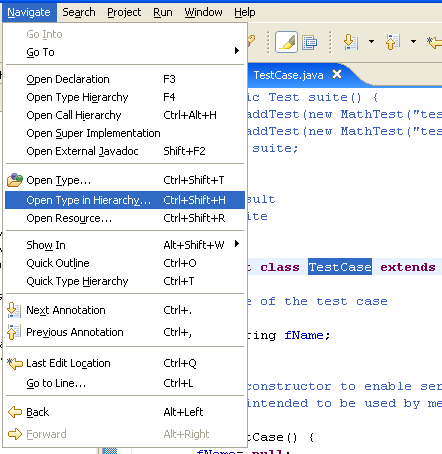 Navigate Search Project Run Window Help
Go Into
Go To
Open Declaration F3
Open Type Hierarchy F4
Open Call Hierarchy Ctrl+Alt+H
Open Super Implementation
Open External Javadoc Shift+F2
Open Type... Ctrl+Shift+T
Open Type in Hierarchy... Ctrl+Shift+H
Open Resource... Ctrl+Shift+R
Show In Alt+Shift+W
Quick Outline Ctrl+O
Quick Type Hierarchy Ctrl+T
Next Annotation Ctrl+.
Previous Annotation Ctrl+,
Last Edit Location Ctrl+Q
Go to Line... Ctrl+L
Back Alt+Left
Forward Alt+Right
TestCase.java
ic Test suite() {
addTest(new MathTest("tes
addTest(new MathTest("tes
suite;
sult
ite
t class TestCase extends
e of the test case
ring fName;
constructor to enable ser
intended to be used by me
tCase() {
fName= null;